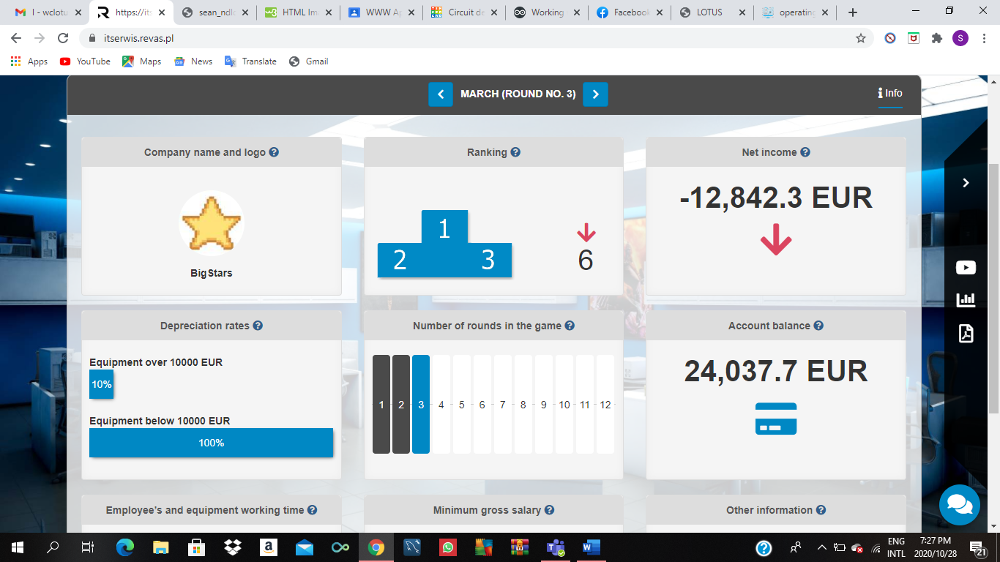 I - wclotu
https://its
sean_ndlo
HTML Ima
WWW Ap
Circuit de
Working
Facebook
LOTUS
operating
itserwis.revas.pl
S
Apps
YouTube
Maps
News
Translate
Gmail
MARCH (ROUND NO. 3)
Info
Company name and logo
BigStars
Ranking
1
2 3
6
Net income
-12,842.3 EUR
Depreciation rates
Equipment over 10000 EUR
10%
Equipment below 10000 EUR
100%
Number of rounds in the game
1 2 3 4 5 6 7 8 9 10 11 12
Account balance
24,037.7 EUR
Employee's and equipment working time
Minimum gross salary
Other information
ENG
INTL
7:27 PM
2020/10/28
21